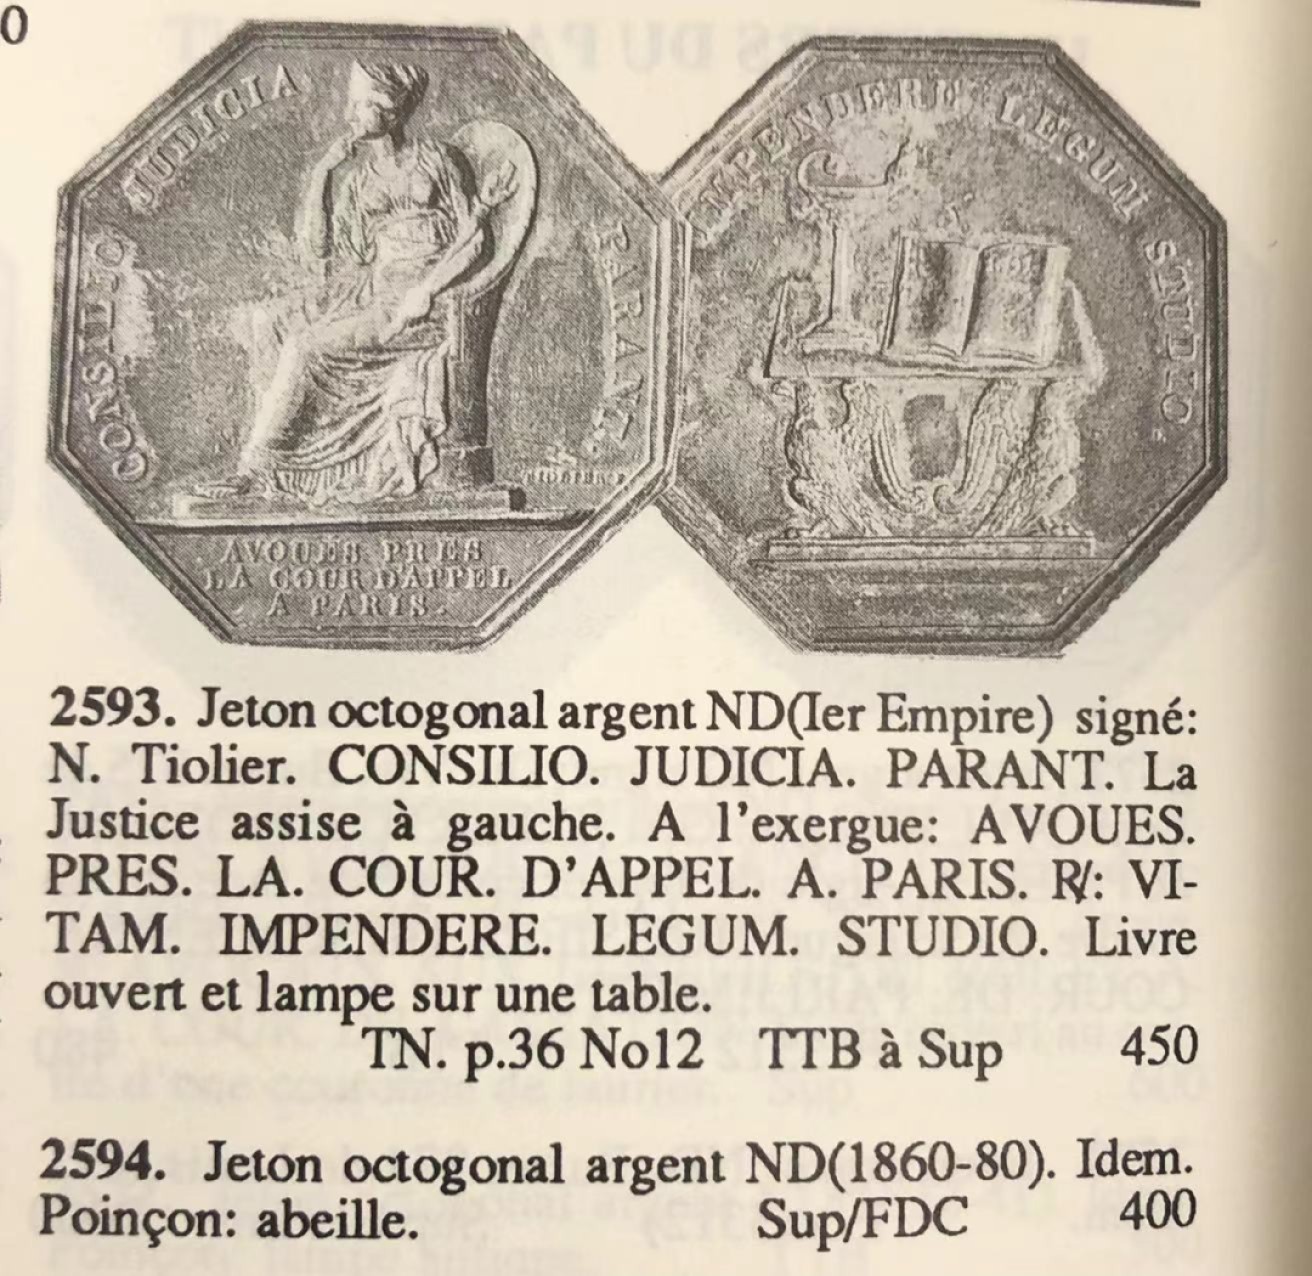 0
CONSILIO JUDICIA PARANT.
TIOLIER
AVOUÉS PRES
LA COUR D'APPEL
A PARIS.
IMPENDERE LEGUM STUDIO.
2593. Jeton octogonal argent ND(Ier Empire) signé:
N. Tiolier. CONSILIO. JUDICIA. PARANT. La
Justice assise à gauche. A l'exergue: AVOUES.
PRES. LA. COUR. D'APPEL. A. PARIS. R/: VI-
TAM. IMPENDERE. LEGUM. STUDIO. Livre
ouvert et lampe sur une table.
TN. p.36 No12 TTB à Sup 450
2594. Jeton octogonal argent ND(1860-80). Idem.
Poinçon: abeille. Sup/FDC 400